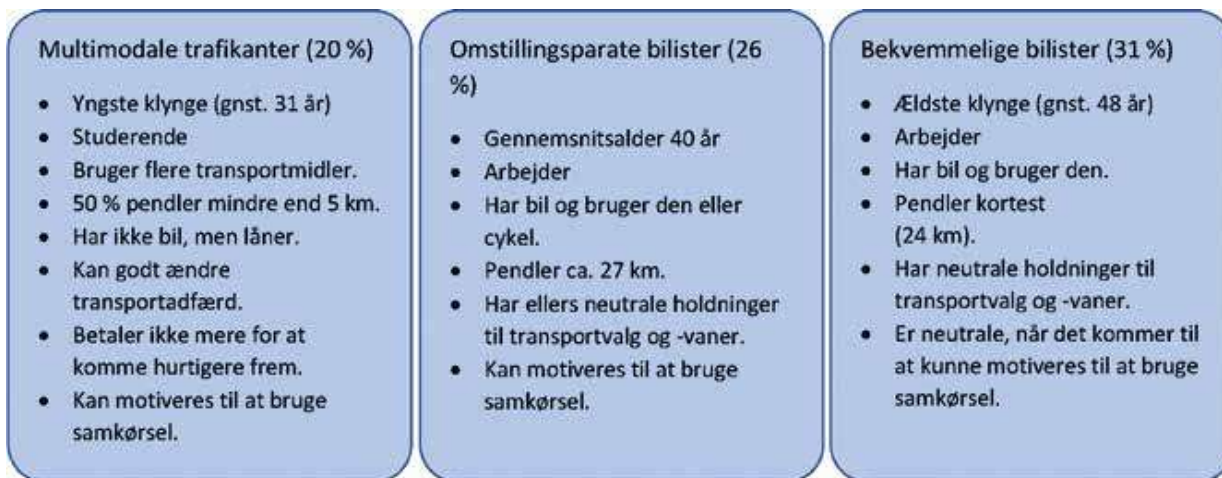 Multimodale trafikanter (20 %)
• Yngste klynge (gnst. 31 år)
• Studerende
• Bruger flere transportmidler.
• 50 % pendler mindre end 5 km.
• Har ikke bil, men låner.
• Kan godt ændre
transportadfærd.
• Betaler ikke mere for at
komme hurtigere frem.
• Kan motiveres til at bruge
samkørsel.
Omstillingsparate bilister (26
%)
• Gennemsnitsalder 40 år
• Arbejder
• Har bil og bruger den eller
cykel.
• Pendler ca. 27 km.
• Har ellers neutrale holdninger
til transportvalg og -vaner.
• Kan motiveres til at bruge
samkørsel.
Bekvemmelige bilister (31 %)
• Ældste klynge (gnst. 48 år)
• Arbejder
• Har bil og bruger den.
• Pendler kortest
(24 km).
• Har neutrale holdninger til
transportvalg og -vaner.
• Er neutrale, når det kommer til
at kunne motiveres til at bruge
samkørsel.